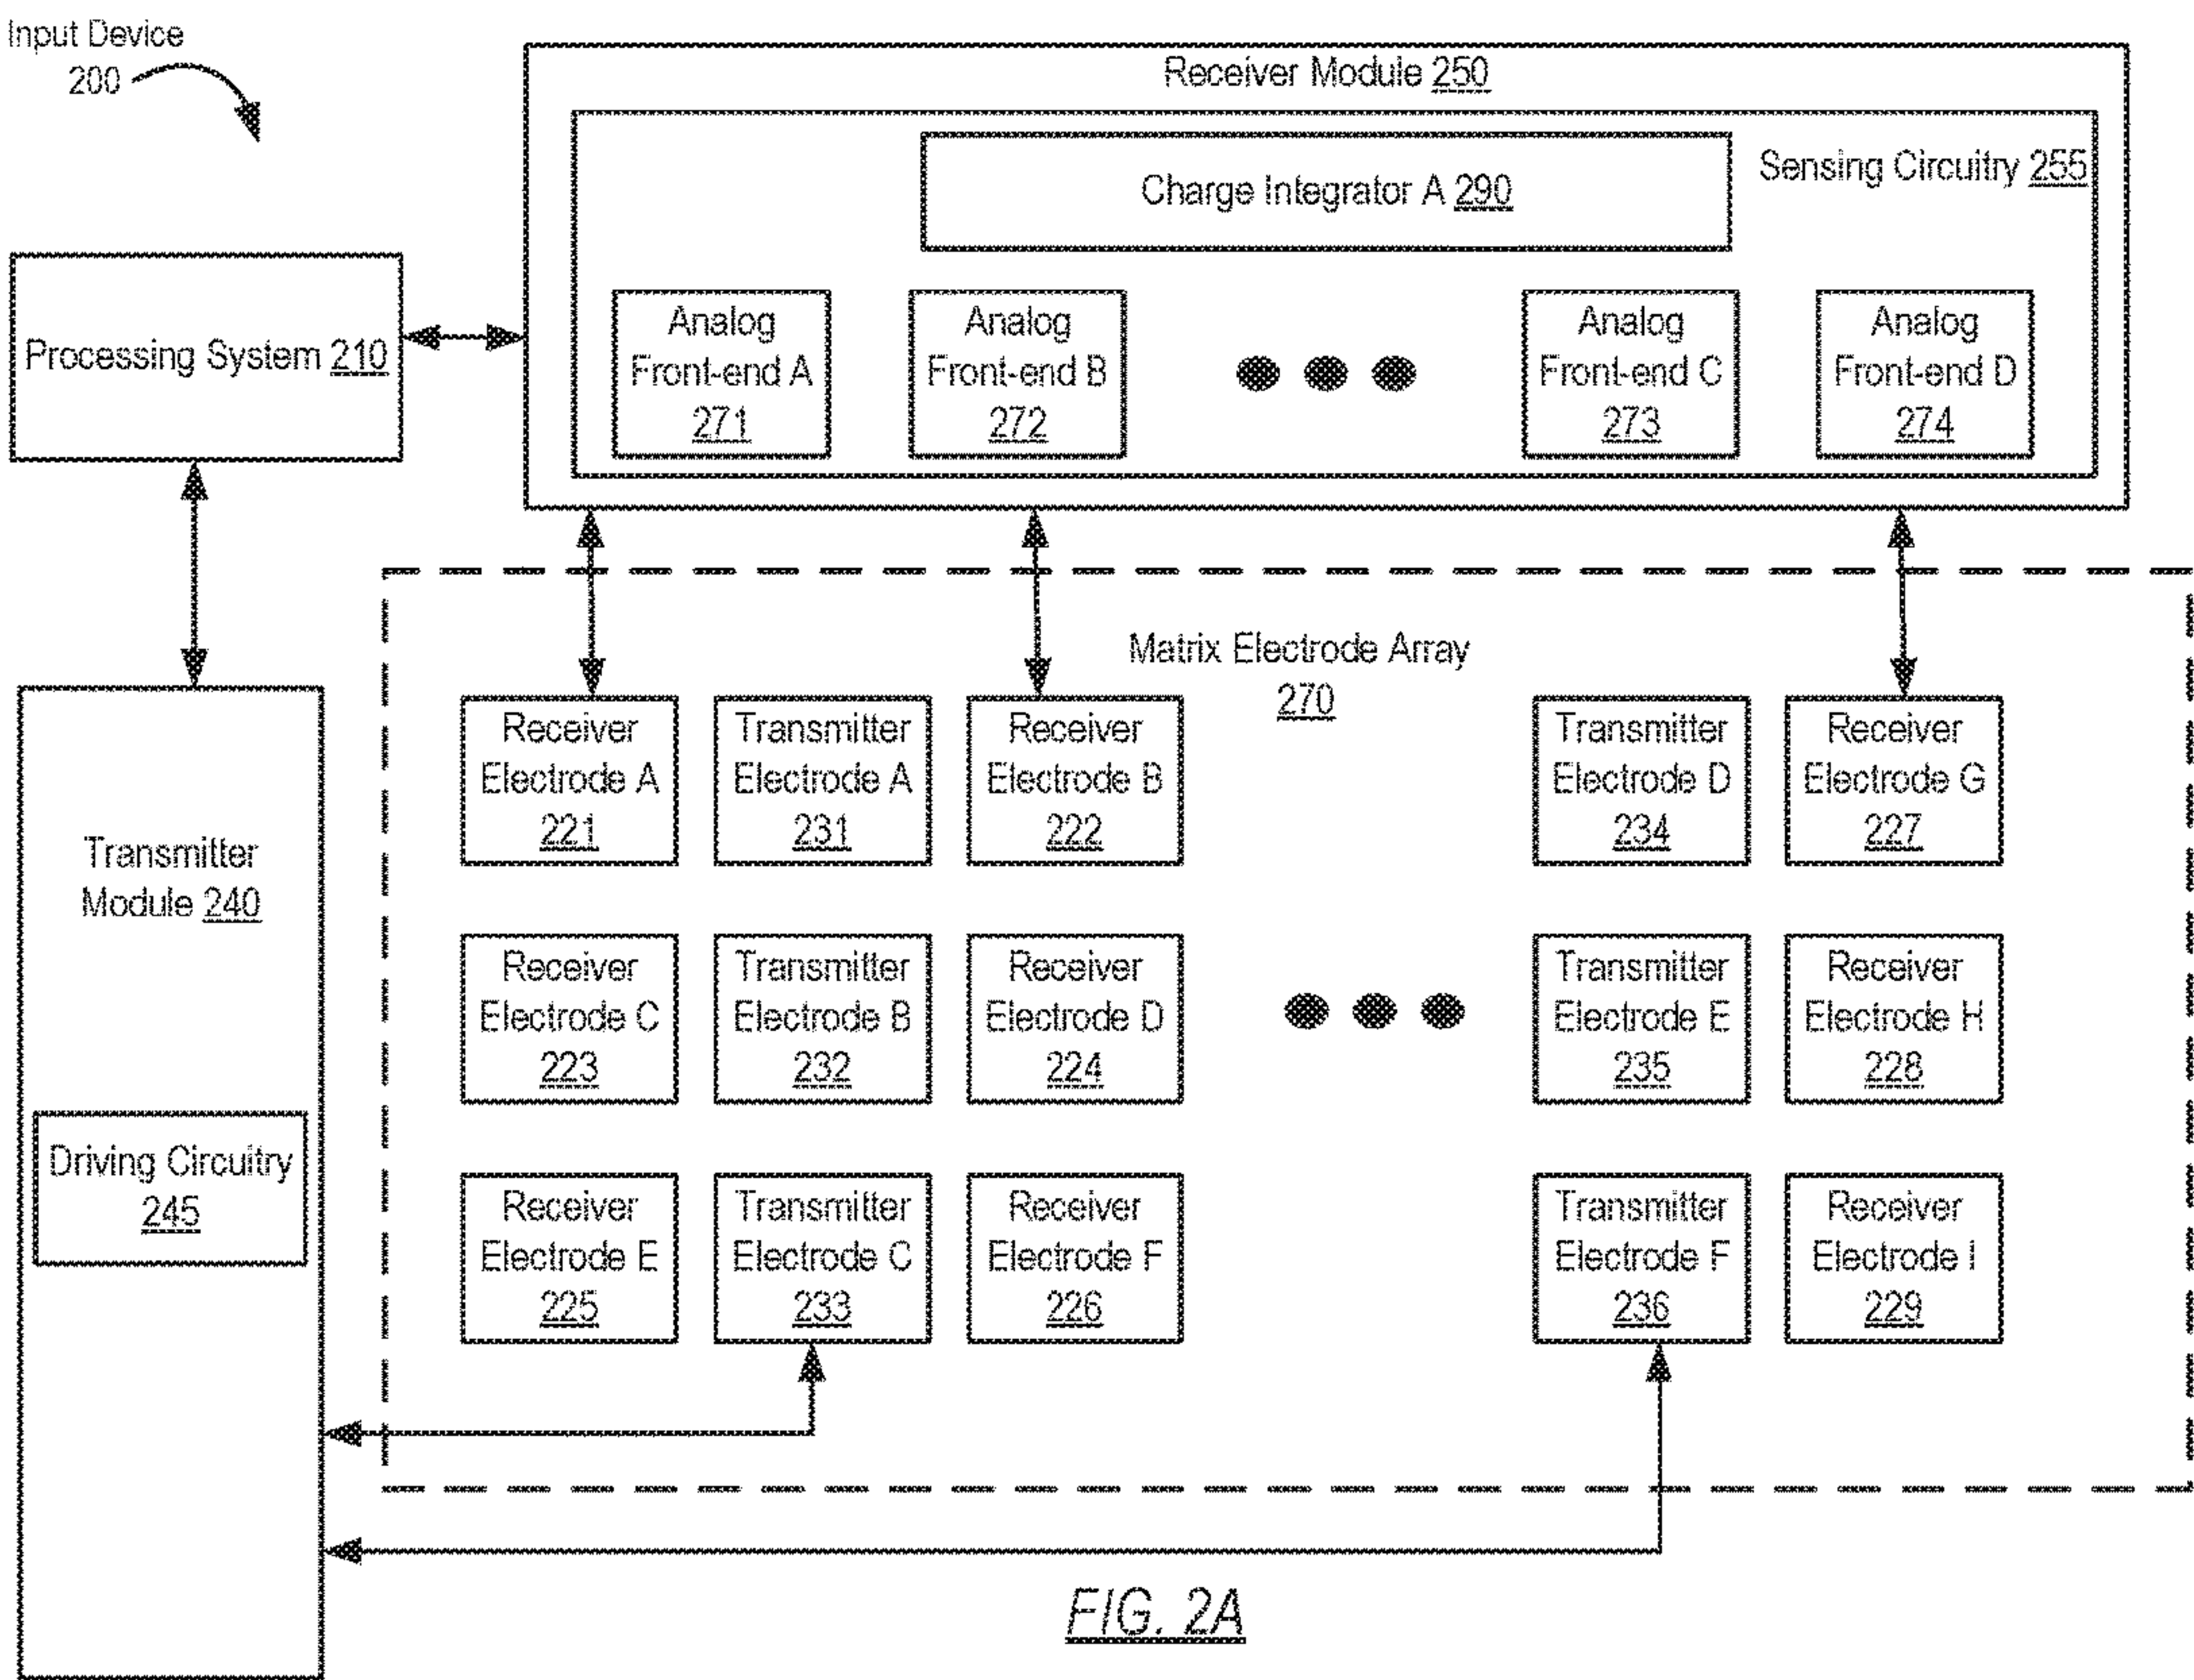 Input Device
200
Receiver Module 250
Charge Integrator A 290
Sensing Circuitry 255
Processing System 210
Analog
Front-end A
271
Analog
Front-end B
272
Analog
Front-end C
273
Analog
Front-end D
274
Matrix Electrode Array
270
Transmitter
Module 240
Driving Circuitry
245
Receiver
Electrode A
221
Transmitter
Electrode A
231
Receiver
Electrode B
222
Transmitter
Electrode D
234
Receiver
Electrode G
227
Receiver
Electrode C
223
Transmitter
Electrode B
232
Receiver
Electrode D
224
Transmitter
Electrode E
235
Receiver
Electrode H
228
Receiver
Electrode E
225
Transmitter
Electrode C
233
Receiver
Electrode F
226
Transmitter
Electrode F
236
Receiver
Electrode I
229
FIG. 2A